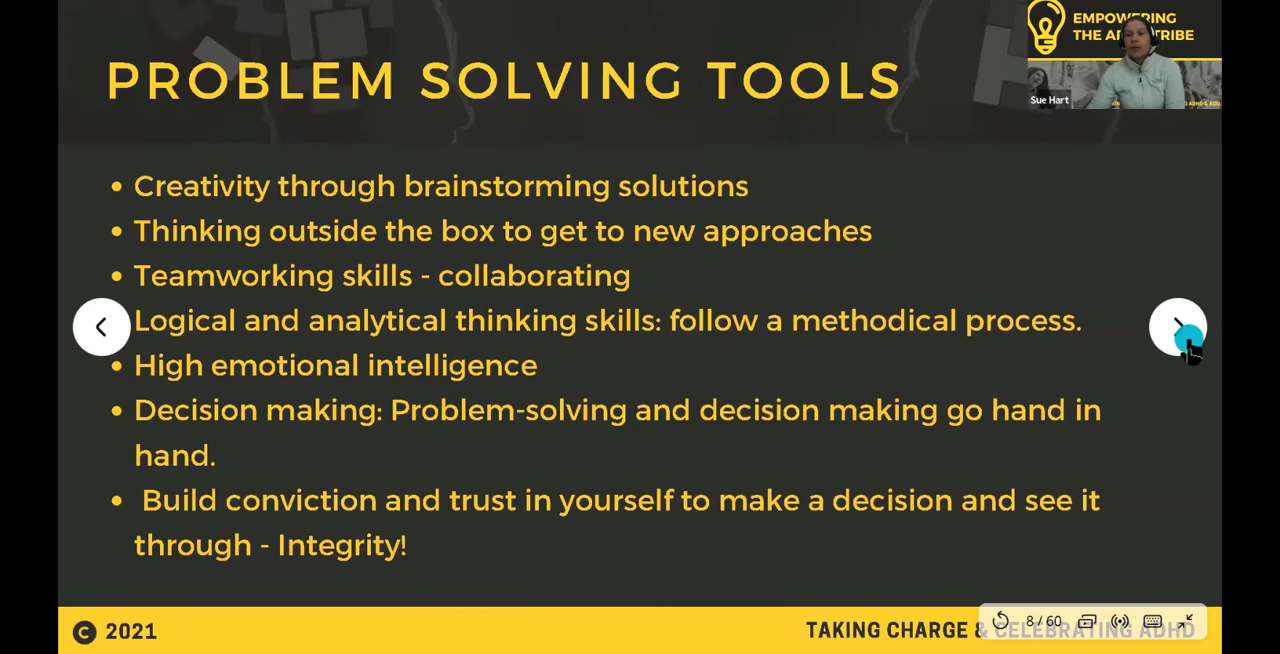 EMPOWERING
PROBLEM SOLVING TOOLS
Sue Hart
• Creativity through brainstorming solutions
• Thinking outside the box to get to new approaches
• Teamworking skills - collaborating
Logical and analytical thinking skills: follow a methodical process.
• High emotional intelligence
• Decision making: Problem-solving and decision making go hand in
hand.
• Build conviction and trust in yourself to make a decision and see it
through - Integrity!
© 2021
TAKING CHARGE & CELEBRATING ADHD
8 / 60